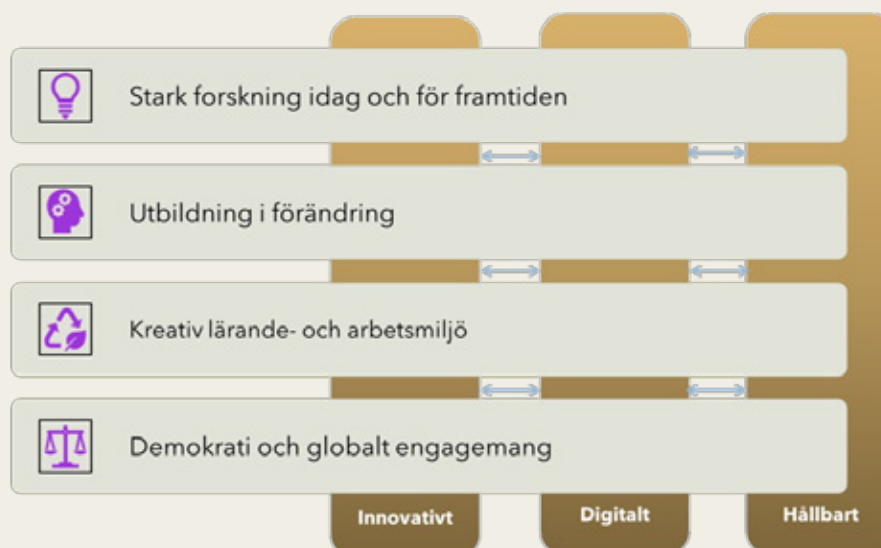 Stark forskning idag och för framtiden
Utbildning i förändring
Kreativ lärande- och arbetsmiljö
Demokrati och globalt engagemang
Innovativt
Digitalt
Hållbart